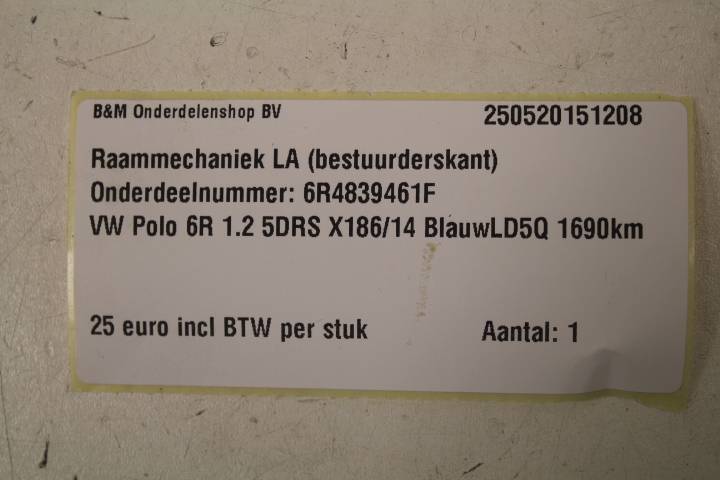 B&M Onderdelenshop BV 250520151208
Raammechaniek LA (bestuurderskant)
Onderdeelnummer: 6R4839461F
VW Polo 6R 1.2 5DRS X186/14 BlauwLD5Q 1690km
25 euro incl BTW per stuk Aantal: 1